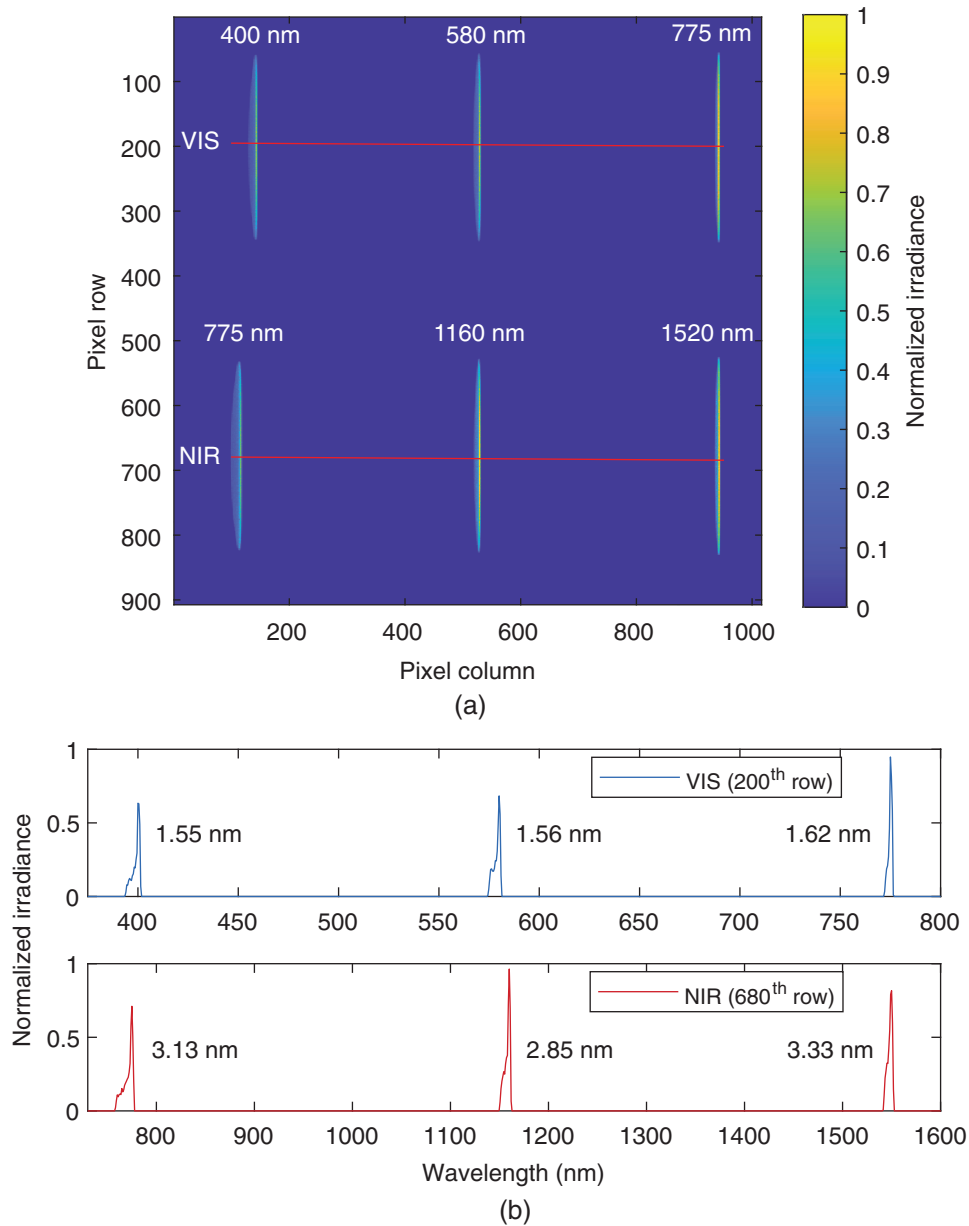 400 nm 580 nm 775 nm
VIS
775 nm 1160 nm 1520 nm
NIR
100
200
300
400
500
600
700
800
900
Pixel row
200 400 600 800 1000
Pixel column
1
0.9
0.8
0.7
0.6
0.5
0.4
0.3
0.2
0.1
0
Normalized irradiance
(a)
1
0.5
0
VIS (200th row)
1.55 nm 1.56 nm 1.62 nm
400 450 500 550 600 650 700 750 800
Normalized irradiance
1
0.5
0
NIR (680th row)
3.13 nm 2.85 nm 3.33 nm
800 900 1000 1100 1200 1300 1400 1500 1600
Wavelength (nm)
(b)